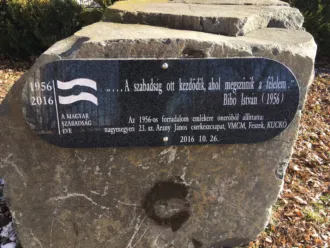 1956
2016
A MAGYAR
SZABADSÁG
ÉVE
„....A szabadság ott kezdődik, ahol megszűnik a félelem
Bibó István (1956)
Az 1956-os forradalom emlékére önerőből állíttatta:
nagymegyeri 23. sz. Arany János cserkészcsapat, VMCM, Feszek, KUCKÓ
2016 10. 26.